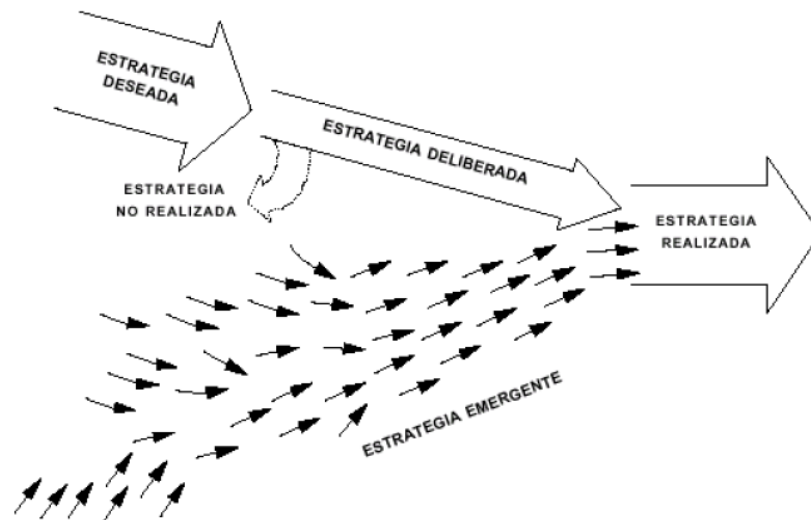 ESTRATEGIA
DESEADA
ESTRATEGIA DELIBERADA
ESTRATEGIA
NO REALIZADA
ESTRATEGIA
REALIZADA
ESTRATEGIA EMERGENTE